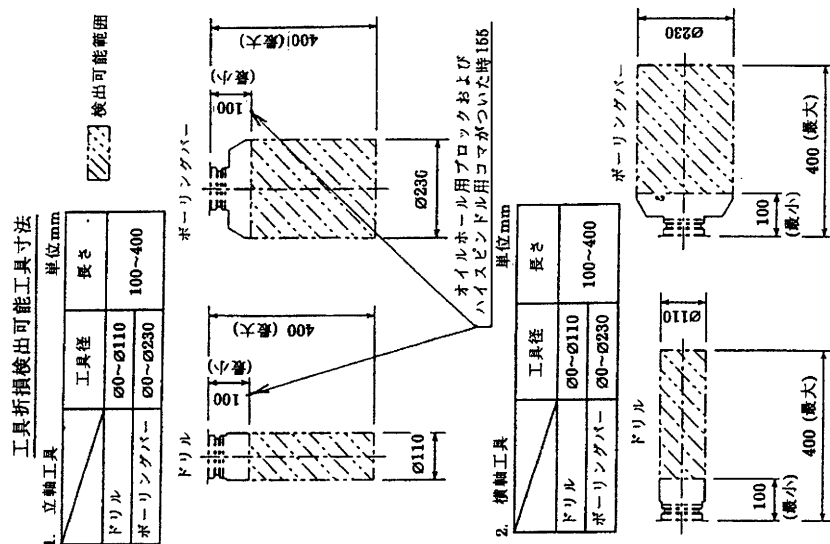 工具折損検出可能工具寸法
検出可能範囲
1. 立軸工具
単位mm
工具径 長さ
ドリル Ø0~Ø110 100~400
ボーリングバー Ø0~Ø230
ドリル
100
(最小)
400 (最大)
Ø110
ボーリングバー
100
(最小)
400 (最大)
Ø236
オイルホール用ブロックおよび
ハイスピンドル用コマがついた時155
2. 横軸工具
単位mm
工具径 長さ
ドリル Ø0~Ø110 100~400
ボーリングバー Ø0~Ø230
ドリル
Ø110
100
(最小)
400 (最大)
ボーリングバー
Ø230
100
(最小)
400 (最大)